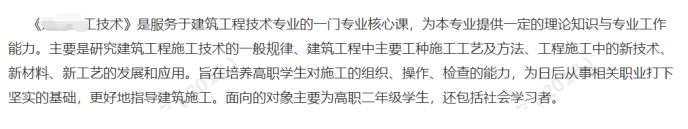 《工技术》是服务于建筑工程技术专业的一门专业核心课，为本专业提供一定的理论知识与专业工作
能力。主要是研究建筑工程施工技术的一般规律、建筑工程中主要工种施工工艺及方法、工程施工中的新技术、
新材料、新工艺的发展和应用。旨在培养高职学生对施工的组织、操作、检查的能力，为日后从事相关职业打下
坚实的基础，更好地指导建筑施工。面向的对象主要为高职二年级学生，还包括社会学习者。